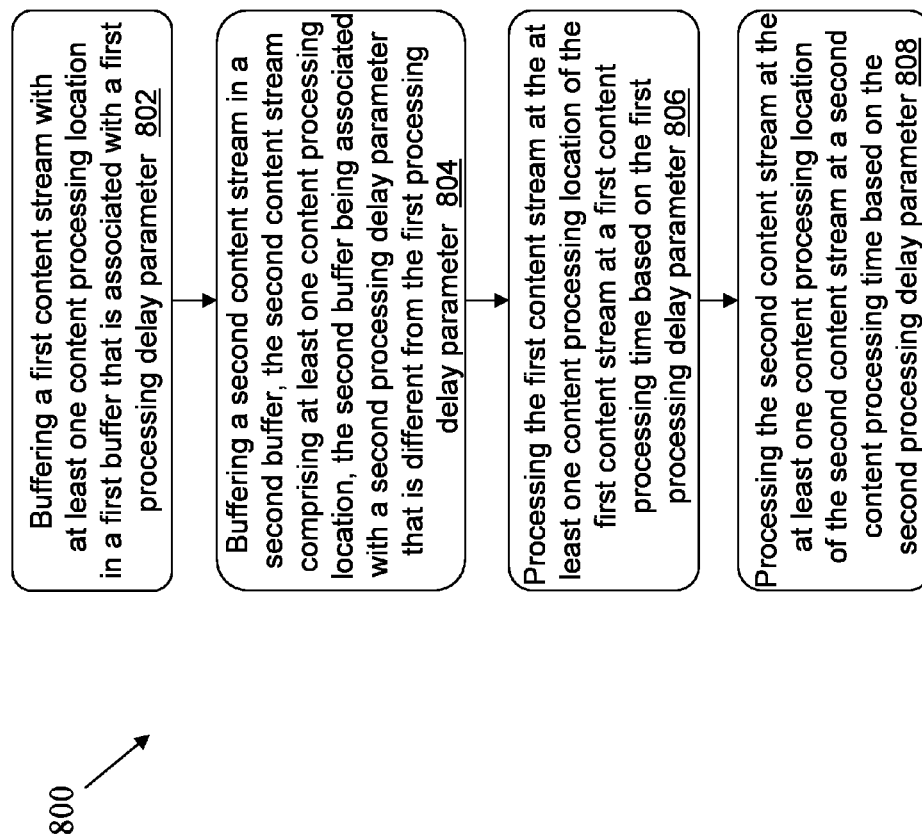 800
Buffering a first content stream with
at least one content processing location
in a first buffer that is associated with a first
processing delay parameter 802
Buffering a second content stream in a
second buffer, the second content stream
comprising at least one content processing
location, the second buffer being associated
with a second processing delay parameter
that is different from the first processing
delay parameter 804
Processing the first content stream at the at
least one content processing location of the
first content stream at a first content
processing time based on the first
processing delay parameter 806
Processing the second content stream at the
at least one content processing location
of the second content stream at a second
content processing time based on the
second processing delay parameter 808